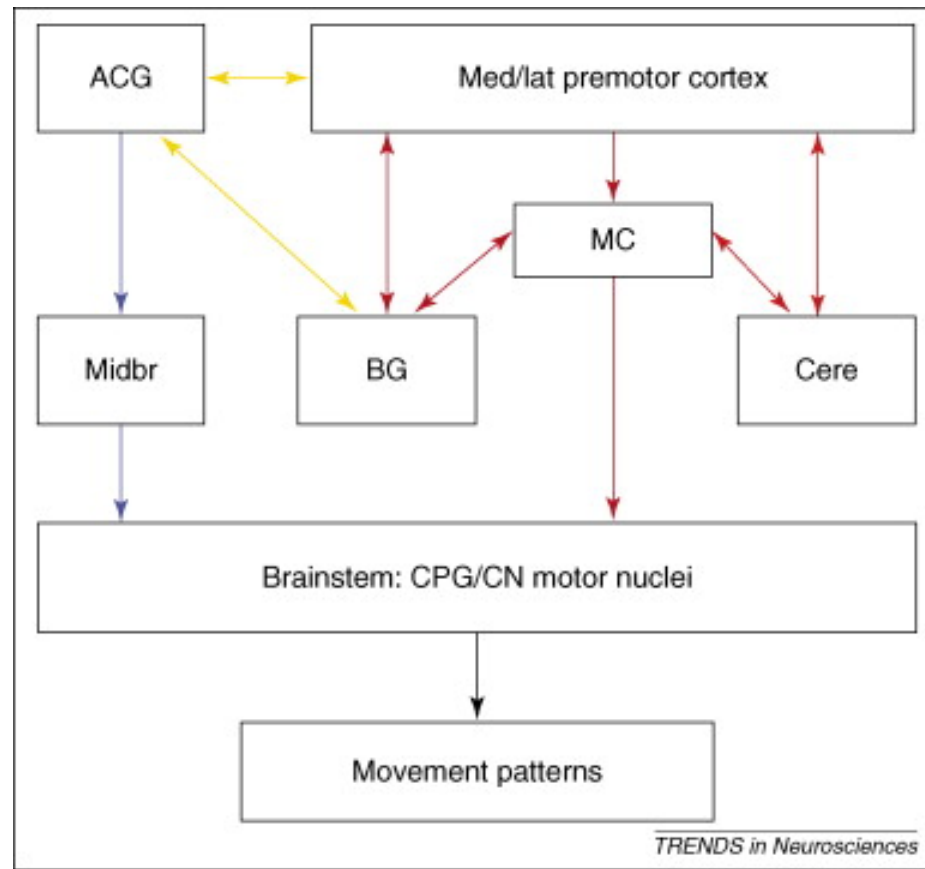 ACG
Med/lat premotor cortex
MC
Midbr
BG
Cere
Brainstem: CPG/CN motor nuclei
Movement patterns
TRENDS in Neurosciences